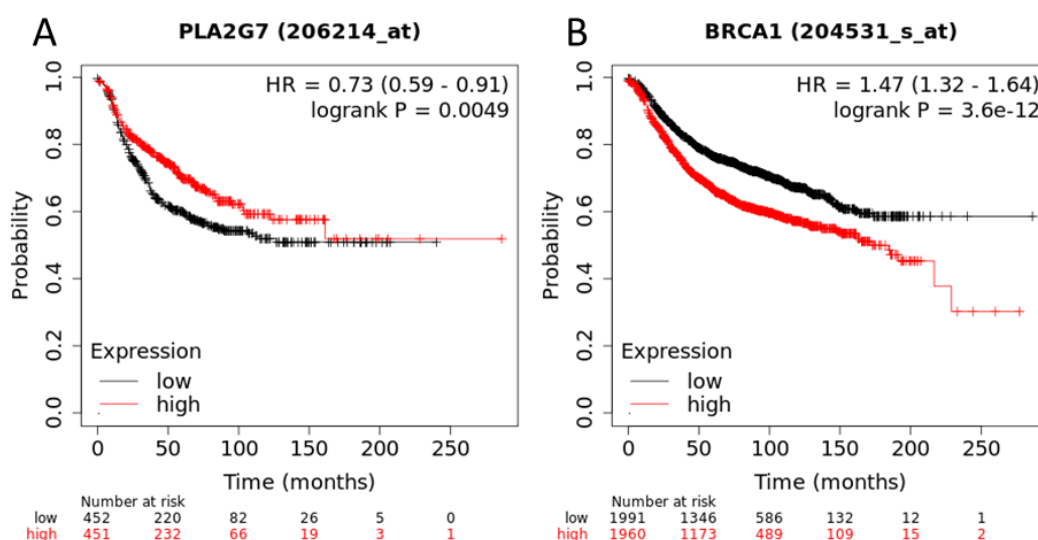 A
PLA2G7 (206214_at)
HR = 0.73 (0.59 - 0.91)
logrank P = 0.0049
Probability
1.0
0.8
0.6
0.4
0.2
0.0
Expression
low
high
0 50 100 150 200 250
Time (months)
Number at risk
low 452 220 82 26 5 0
high 451 232 66 19 3 1
B
BRCA1 (204531_s_at)
HR = 1.47 (1.32 - 1.64)
logrank P = 3.6e-12
Probability
1.0
0.8
0.6
0.4
0.2
0.0
Expression
low
high
0 50 100 150 200 250
Time (months)
Number at risk
low 1991 1346 586 132 12 1
high 1960 1173 489 109 15 2